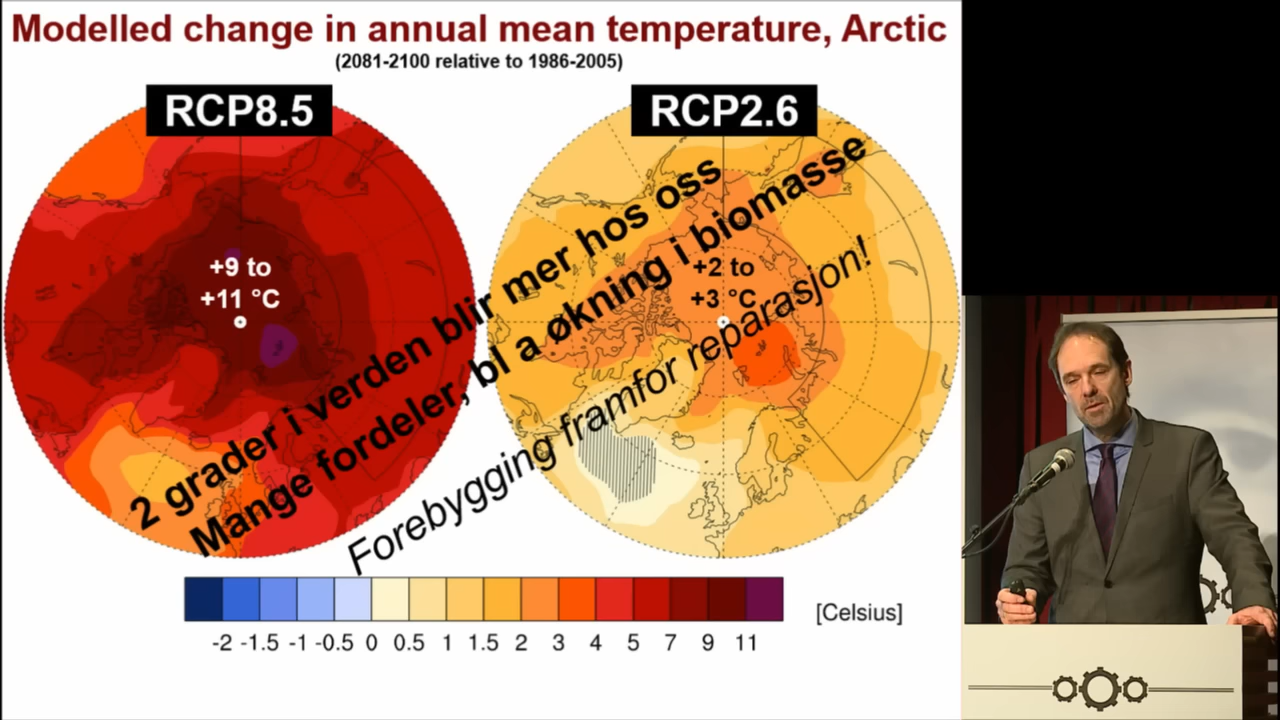 Modelled change in annual mean temperature, Arctic
(2081-2100 relative to 1986-2005)
RCP8.5
RCP2.6
+9 to
+11 °C
+2 to
+3 °C
2 grader i verden blir mer hos oss
Mange fordeler, bl a økning i biomasse
Forebygging framfor reparasjon!
-2 -1.5 -1 -0.5 0 0.5 1 1.5 2 3 4 5 7 9 11
[Celsius]